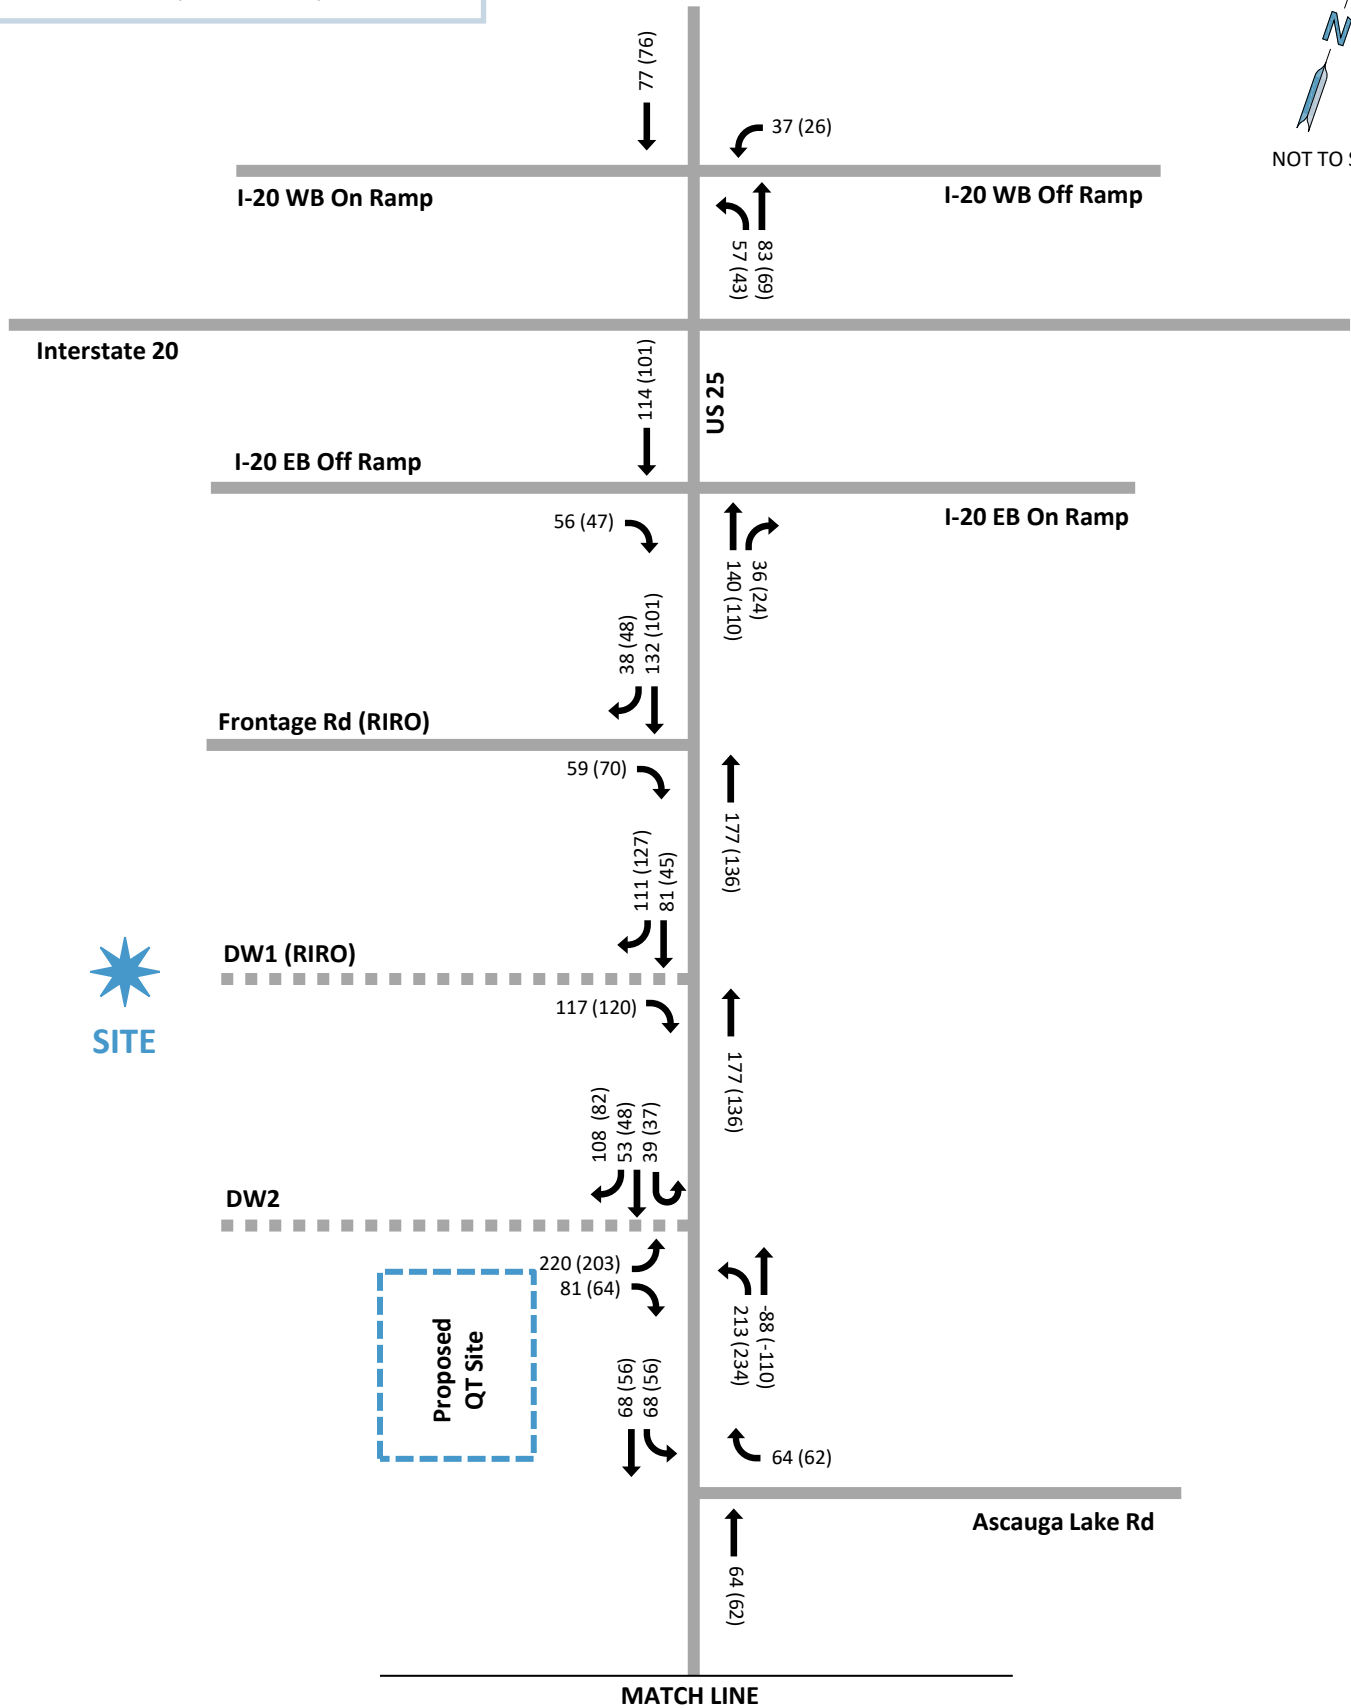 77 (76)
N
37 (26)
NOT TO
I-20 WB On Ramp
I-20 WB Off Ramp
57 (43)
83 (69)
Interstate 20
114 (101)
US 25
I-20 EB Off Ramp
I-20 EB On Ramp
56 (47)
140 (110)
36 (24)
38 (48)
132 (101)
Frontage Rd (RIRO)
59 (70)
177 (136)
111 (127)
81 (45)
DW1 (RIRO)
SITE
117 (120)
177 (136)
108 (82)
53 (48)
39 (37)
DW2
220 (203)
81 (64)
213 (234)
-88 (-110)
Proposed
QT Site
68 (56)
68 (56)
64 (62)
Ascauga Lake Rd
64 (62)
MATCH LINE